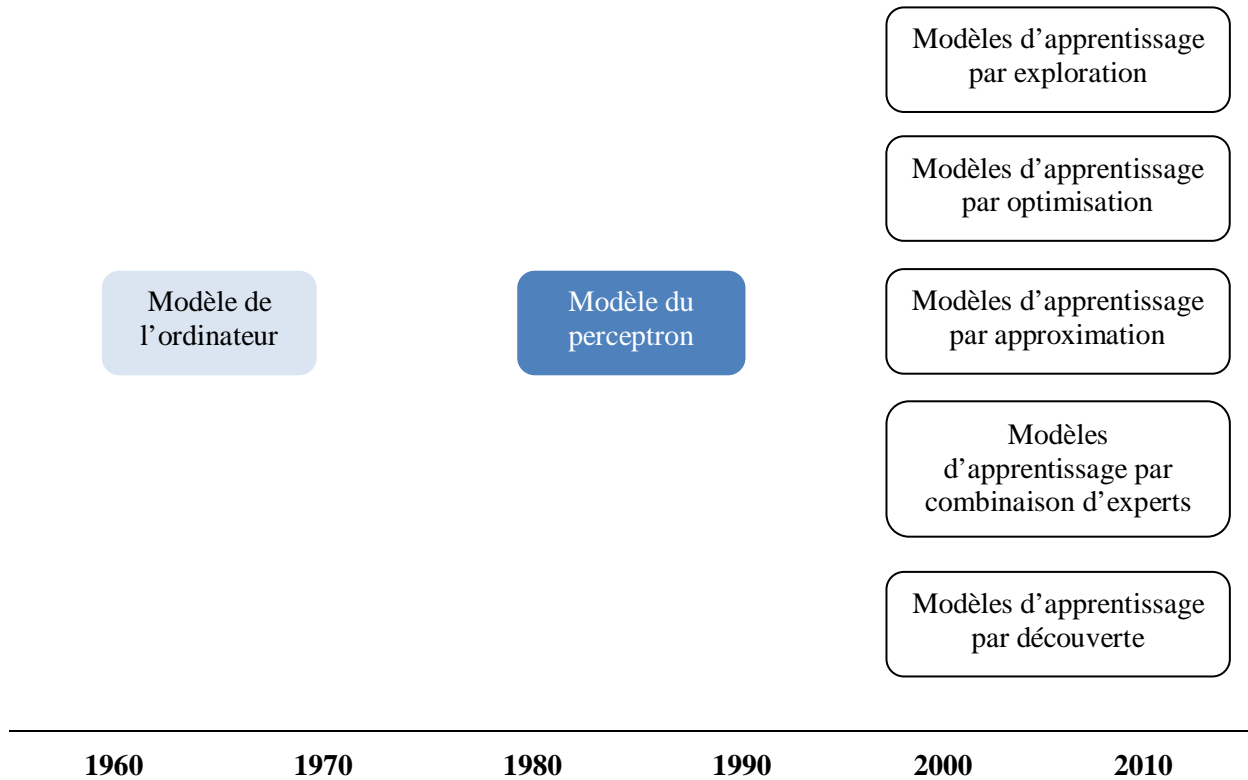 Modèles d’apprentissage
par exploration
Modèles d’apprentissage
par optimisation
Modèle de
l’ordinateur
Modèle du
perceptron
Modèles d’apprentissage
par approximation
Modèles
d’apprentissage par
combinaison d’experts
Modèles d’apprentissage
par découverte
1960 1970 1980 1990 2000 2010